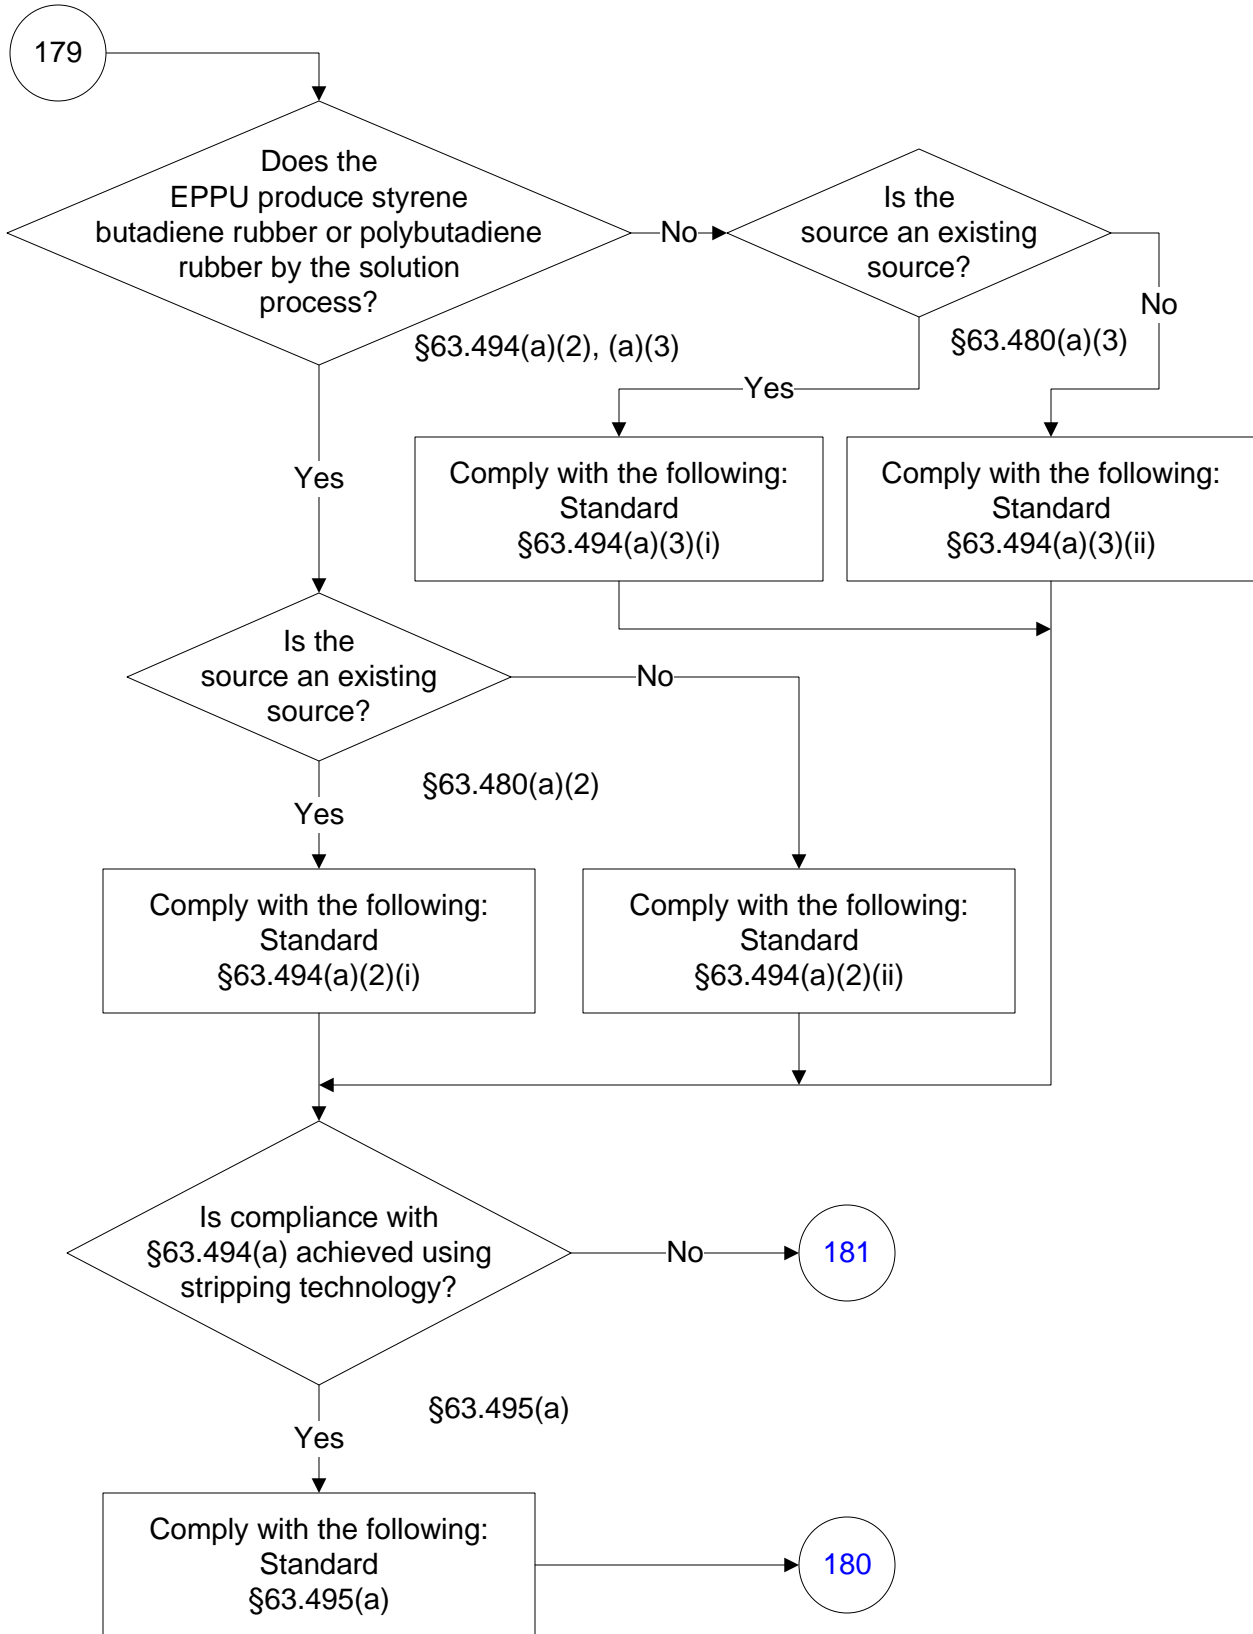 179
Does the
EPPU produce styrene
butadiene rubber or polybutadiene
rubber by the solution
process?
No
Is the
source an existing
source?
No
§63.494(a)(2), (a)(3)
§63.480(a)(3)
Yes
Yes
Comply with the following:
Standard
§63.494(a)(3)(i)
Comply with the following:
Standard
§63.494(a)(3)(ii)
Is the
source an existing
source?
No
§63.480(a)(2)
Yes
Comply with the following:
Standard
§63.494(a)(2)(i)
Comply with the following:
Standard
§63.494(a)(2)(ii)
Is compliance with
§63.494(a) achieved using
stripping technology?
No
181
§63.495(a)
Yes
Comply with the following:
Standard
§63.495(a)
180